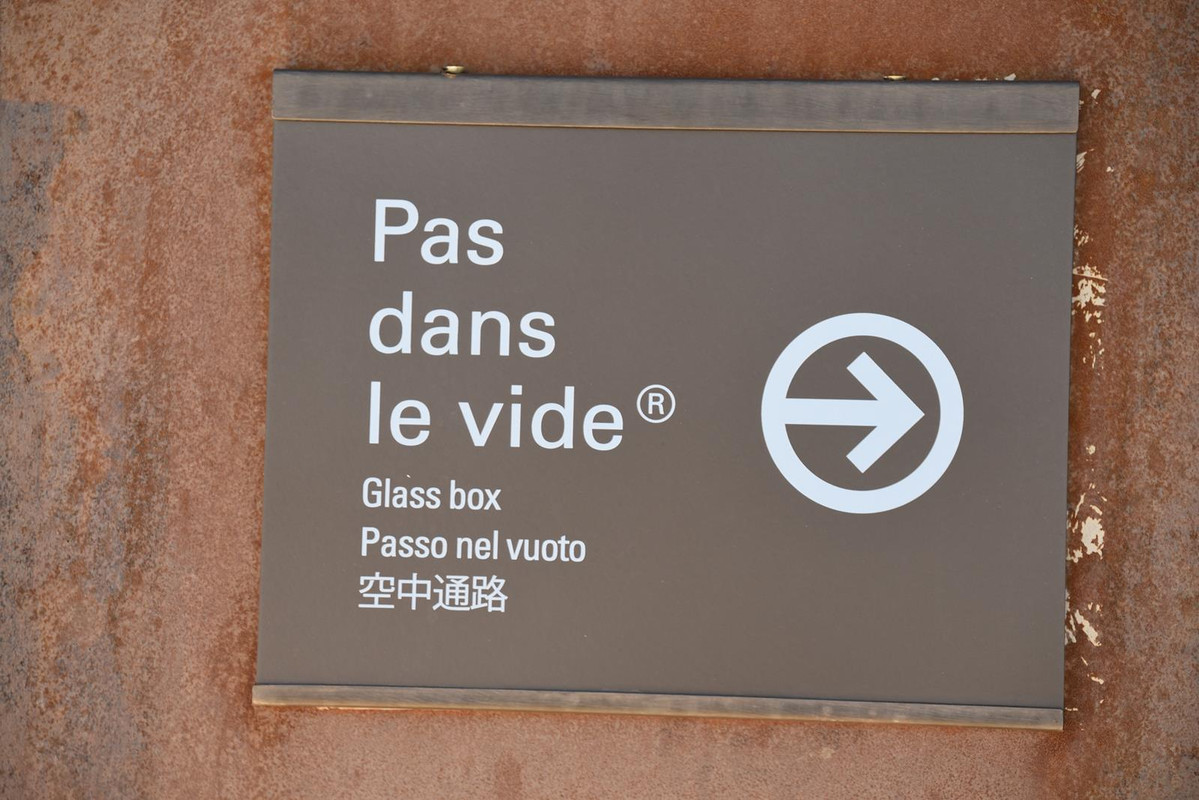 Pas
dans
le vide®
Glass box
Passo nel vuoto
空中通路